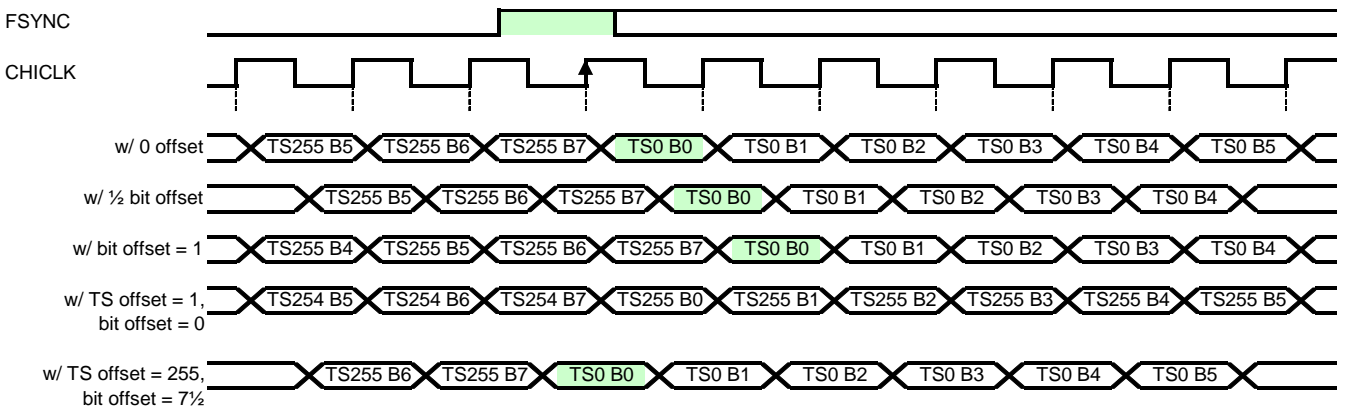 FSYNC
CHICLK
w/ 0 offset TS255 B5 TS255 B6 TS255 B7 TS0 B0 TS0 B1 TS0 B2 TS0 B3 TS0 B4 TS0 B5
w/ ½ bit offset TS255 B5 TS255 B6 TS255 B7 TS0 B0 TS0 B1 TS0 B2 TS0 B3 TS0 B4
w/ bit offset = 1 TS255 B4 TS255 B5 TS255 B6 TS255 B7 TS0 B0 TS0 B1 TS0 B2 TS0 B3 TS0 B4
w/ TS offset = 1, TS254 B5 TS254 B6 TS254 B7 TS255 B0 TS255 B1 TS255 B2 TS255 B3 TS255 B4 TS255 B5
bit offset = 0
w/ TS offset = 255, TS255 B6 TS255 B7 TS0 B0 TS0 B1 TS0 B2 TS0 B3 TS0 B4 TS0 B5
bit offset = 7½